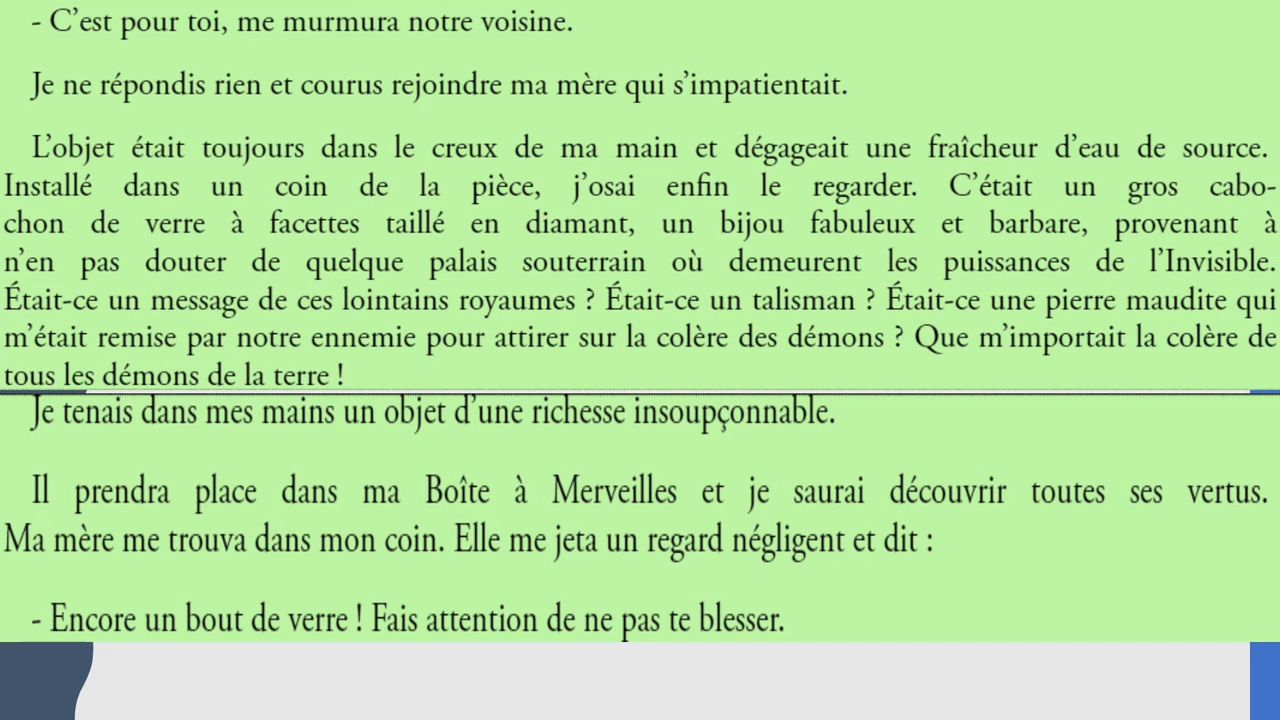 - C’est pour toi, me murmura notre voisine.
Je ne répondis rien et courus rejoindre ma mère qui s’impatientait.
L’objet était toujours dans le creux de ma main et dégageait une fraîcheur d’eau de source.
Installé dans un coin de la pièce, j’osai enfin le regarder. C’était un gros cabo-
chon de verre à facettes taillé en diamant, un bijou fabuleux et barbare, provenant à
n’en pas douter de quelque palais souterrain où demeurent les puissances de l’Invisible.
Était-ce un message de ces lointains royaumes ? Était-ce un talisman ? Était-ce une pierre maudite qui
m’était remise par notre ennemie pour attirer sur la colère des démons ? Que m’importait la colère de
tous les démons de la terre !
Je tenais dans mes mains un objet d’une richesse insoupçonnable.
Il prendra place dans ma Boîte à Merveilles et je saurai découvrir toutes ses vertus.
Ma mère me trouva dans mon coin. Elle me jeta un regard négligent et dit :
- Encore un bout de verre ! Fais attention de ne pas te blesser.